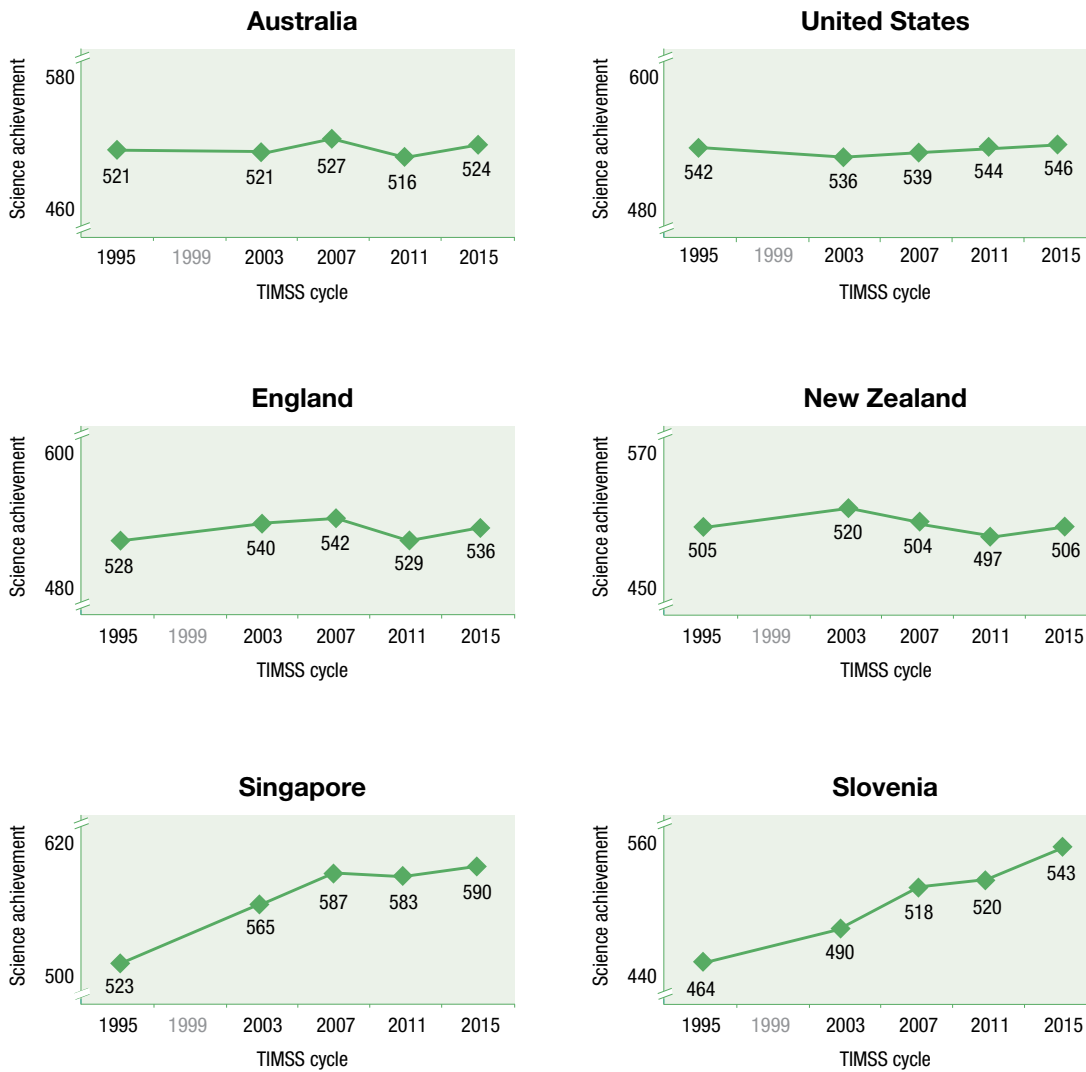 Australia
Science achievement
580
460
521
521
527
516
524
1995 1999 2003 2007 2011 2015
TIMSS cycle
United States
Science achievement
600
480
542
536
539
544
546
1995 1999 2003 2007 2011 2015
TIMSS cycle
England
Science achievement
600
480
528
540
542
529
536
1995 1999 2003 2007 2011 2015
TIMSS cycle
New Zealand
Science achievement
570
450
505
520
504
497
506
1995 1999 2003 2007 2011 2015
TIMSS cycle
Singapore
Science achievement
620
500
523
565
587
583
590
1995 1999 2003 2007 2011 2015
TIMSS cycle
Slovenia
Science achievement
560
440
464
490
518
520
543
1995 1999 2003 2007 2011 2015
TIMSS cycle